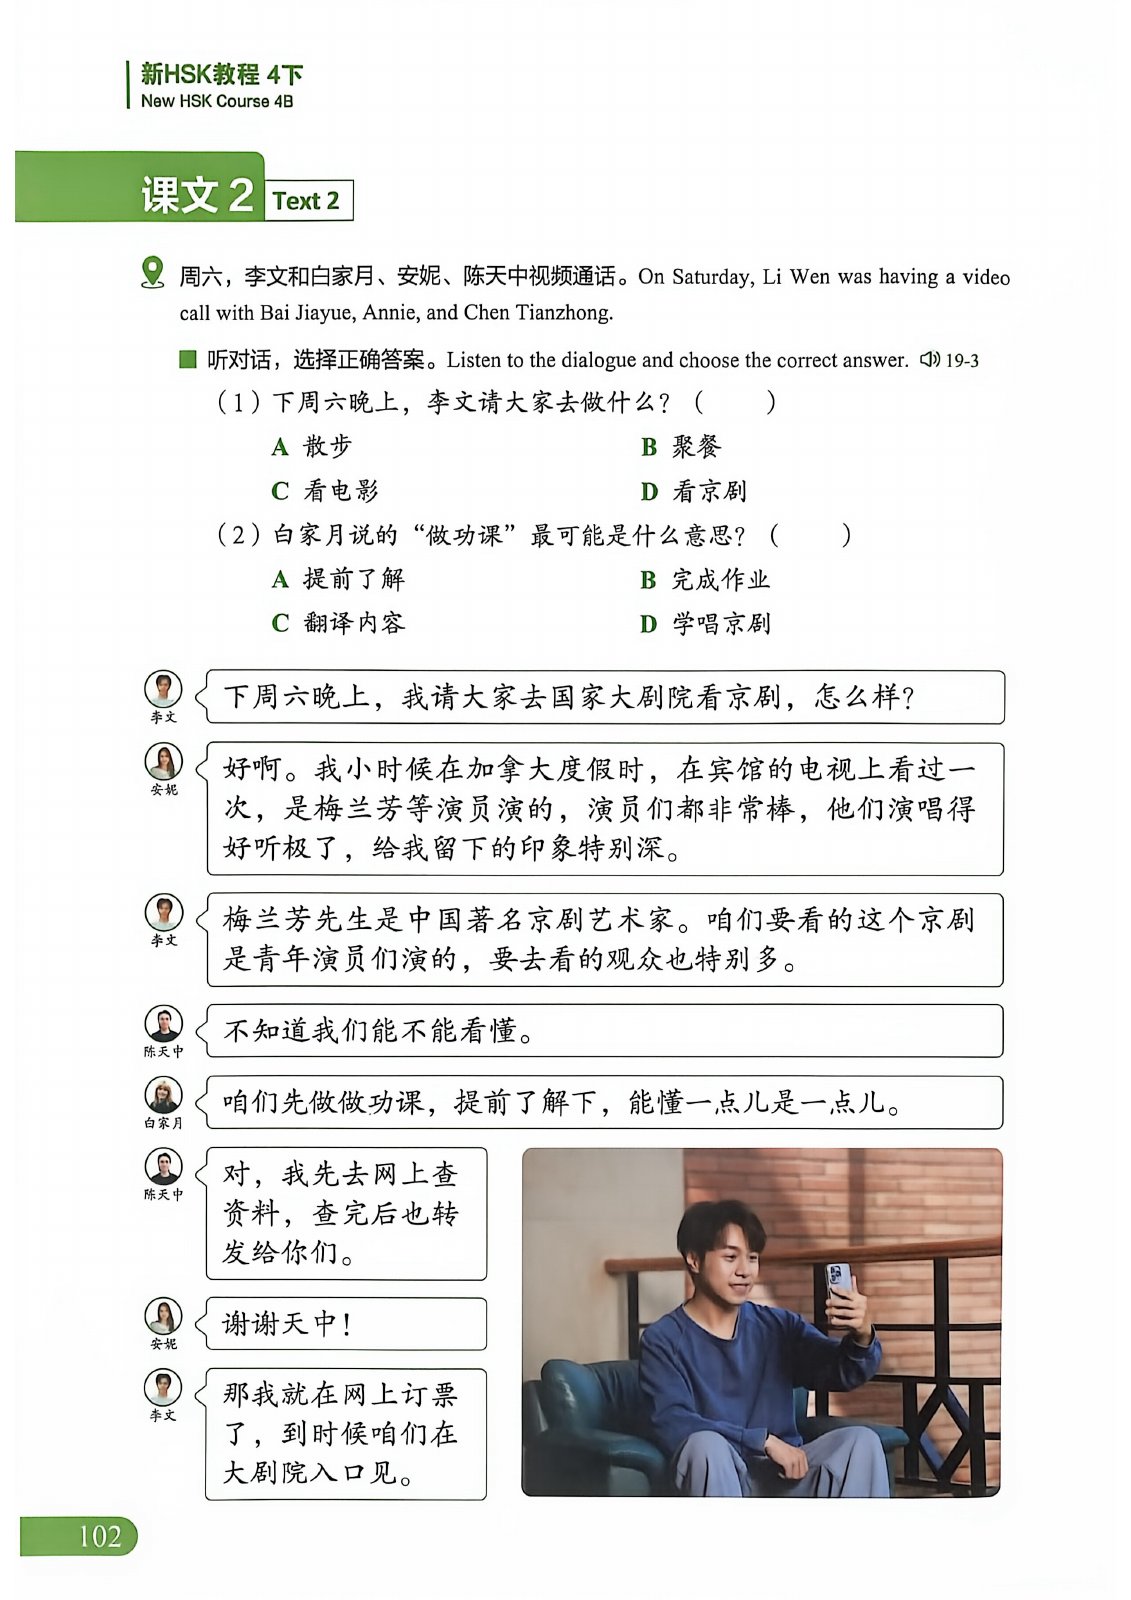 新HSK教程 4下
New HSK Course 4B
课文 2 Text 2
周六，李文和白家月、安妮、陈天中视频通话。On Saturday, Li Wen was having a video
call with Bai Jiayue, Annie, and Chen Tianzhong.
听对话，选择正确答案。Listen to the dialogue and choose the correct answer. 19-3
（1）下周六晚上，李文请大家去做什么？（ ）
A 散步 B 聚餐
C 看电影 D 看京剧
（2）白家月说的“做功课”最可能是什么意思？（ ）
A 提前了解 B 完成作业
C 翻译内容 D 学唱京剧
李文
下周六晚上，我请大家去国家大剧院看京剧，怎么样？
安妮
好啊。我小时候在加拿大度假时，在宾馆的电视上看过一
次，是梅兰芳等演员演的，演员们都非常棒，他们演唱得
好听极了，给我留下的印象特别深。
李文
梅兰芳先生是中国著名京剧艺术家。咱们要看的这个京剧
是青年演员们演的，要去看的观众也特别多。
陈天中
不知道我们能不能看懂。
白家月
咱们先做做功课，提前了解下，能懂一点儿是一点儿。
陈天中
对，我先去网上查
资料，查完后也转
发给你们。
安妮
谢谢天中！
李文
那我就在网上订票
了，到时候咱们在
大剧院入口见。
102